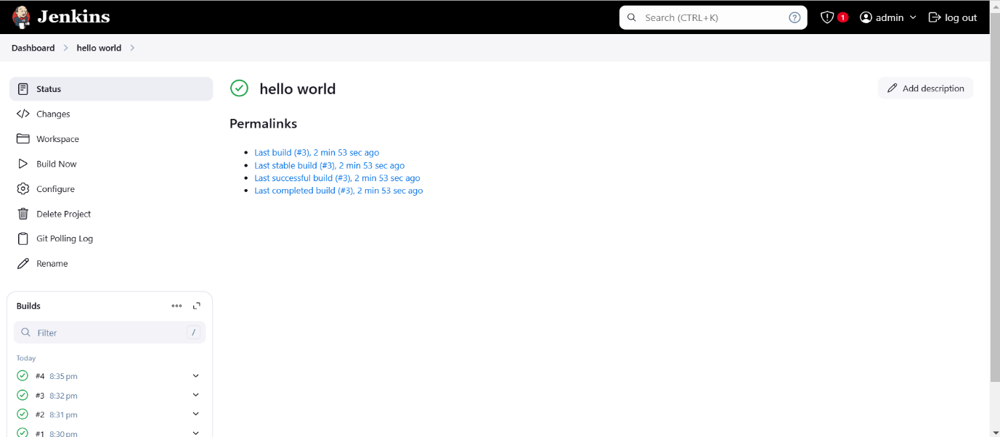 Jenkins
Search (CTRL+K)
?
1
admin
log out
Dashboard
hello world
Status
Changes
Workspace
Build Now
Configure
Delete Project
Git Polling Log
Rename
hello world
Add description
Permalinks
Last build (#3), 2 min 53 sec ago
Last stable build (#3), 2 min 53 sec ago
Last successful build (#3), 2 min 53 sec ago
Last completed build (#3), 2 min 53 sec ago
Builds
Filter
/
Today
#4 8:35 pm
#3 8:32 pm
#2 8:31 pm
#1 8:30 pm